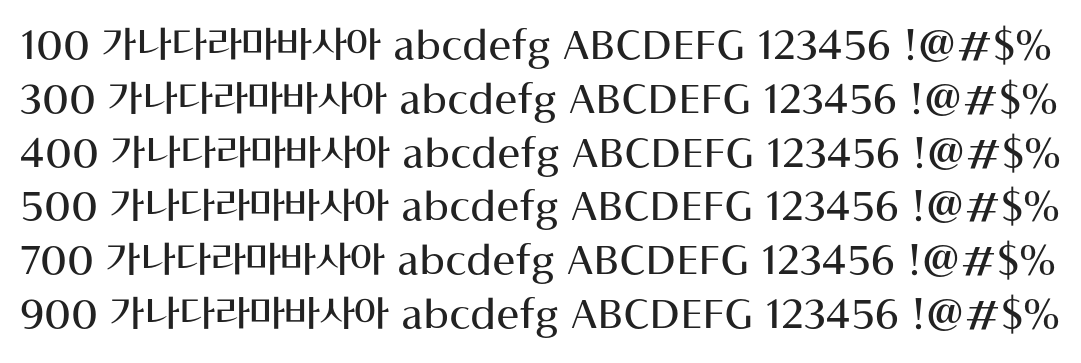 100 가나다라마바사아 abcdefg ABCDEFG 123456 !@#$%
300 가나다라마바사아 abcdefg ABCDEFG 123456 !@#$%
400 가나다라마바사아 abcdefg ABCDEFG 123456 !@#$%
500 가나다라마바사아 abcdefg ABCDEFG 123456 !@#$%
700 가나다라마바사아 abcdefg ABCDEFG 123456 !@#$%
900 가나다라마바사아 abcdefg ABCDEFG 123456 !@#$%